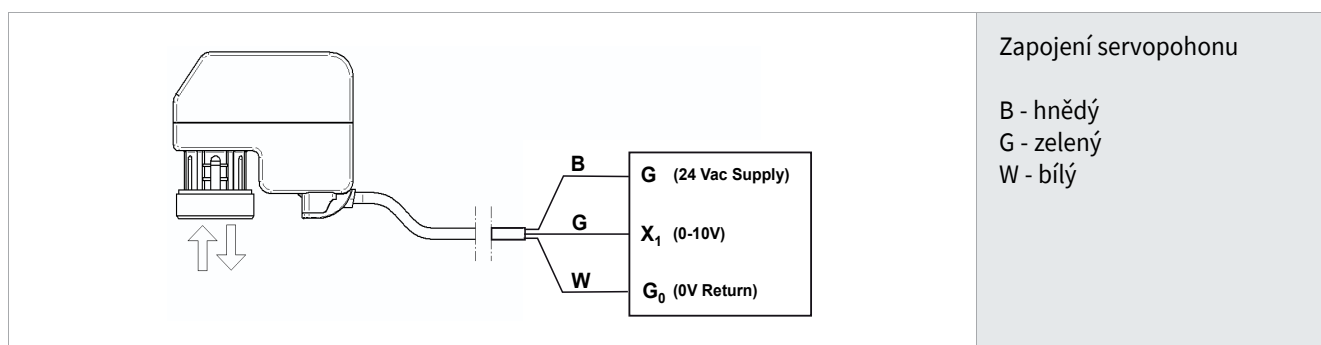 B
G (24 Vac Supply)
G
X₁ (0-10V)
W
G₀ (0V Return)
Zapojení servopohonu
B - hnědý
G - zelený
W - bílý